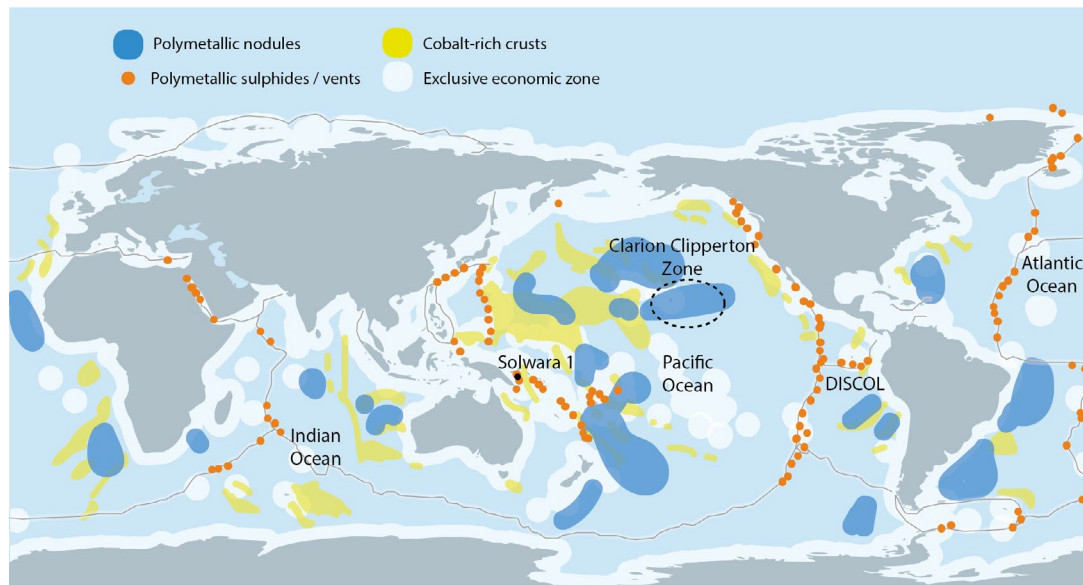 Polymetallic nodules
Cobalt-rich crusts
Polymetallic sulphides / vents
Exclusive economic zone
Clarion Clipperton
Zone
Atlantic
Ocean
Solwara 1
Pacific
Ocean
DISCOL
Indian
Ocean